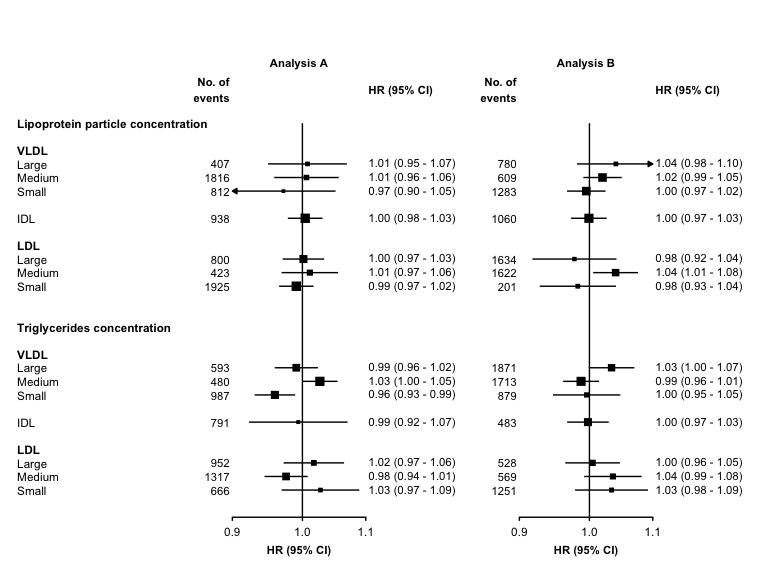 Analysis A Analysis B
No. of events HR (95% CI) No. of events HR (95% CI)
Lipoprotein particle concentration
VLDL
Large 407 1.01 (0.95 - 1.07) 780 1.04 (0.98 - 1.10)
Medium 1816 1.01 (0.96 - 1.06) 609 1.02 (0.99 - 1.05)
Small 812 0.97 (0.90 - 1.05) 1283 1.00 (0.97 - 1.02)
IDL 938 1.00 (0.98 - 1.03) 1060 1.00 (0.97 - 1.03)
LDL
Large 800 1.00 (0.97 - 1.03) 1634 0.98 (0.92 - 1.04)
Medium 423 1.01 (0.97 - 1.06) 1622 1.04 (1.01 - 1.08)
Small 1925 0.99 (0.97 - 1.02) 201 0.98 (0.93 - 1.04)
Triglycerides concentration
VLDL
Large 593 0.99 (0.96 - 1.02) 1871 1.03 (1.00 - 1.07)
Medium 480 1.03 (1.00 - 1.05) 1713 0.99 (0.96 - 1.01)
Small 987 0.96 (0.93 - 0.99) 879 1.00 (0.95 - 1.05)
IDL 791 0.99 (0.92 - 1.07) 483 1.00 (0.97 - 1.03)
LDL
Large 952 1.02 (0.97 - 1.06) 528 1.00 (0.96 - 1.05)
Medium 1317 0.98 (0.94 - 1.01) 569 1.04 (0.99 - 1.08)
Small 666 1.03 (0.97 - 1.09) 1251 1.03 (0.98 - 1.09)
0.9 1.0 1.1 0.9 1.0 1.1
HR (95% CI) HR (95% CI)